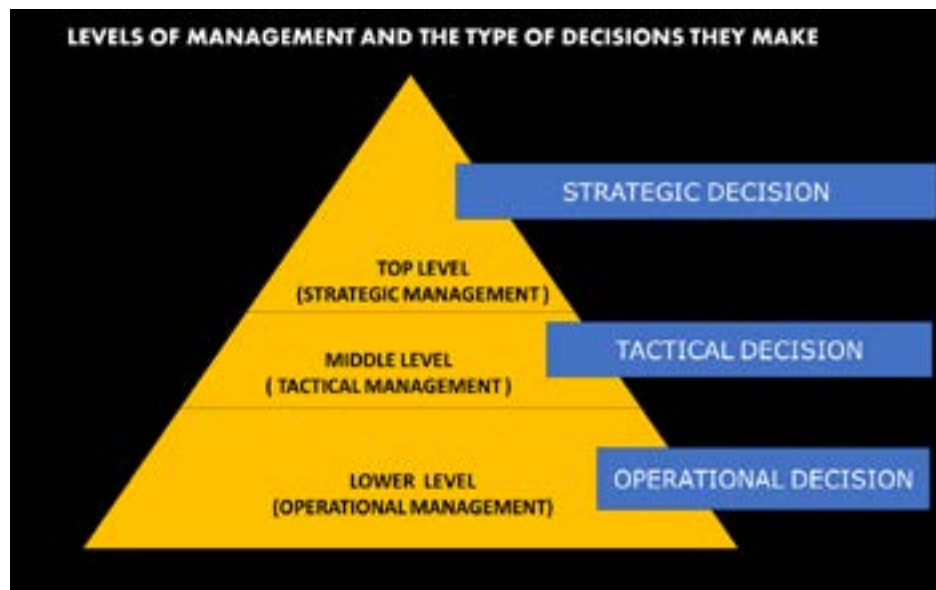 LEVELS OF MANAGEMENT AND THE TYPE OF DECISIONS THEY MAKE
STRATEGIC DECISION
TOP LEVEL
(STRATEGIC MANAGEMENT )
MIDDLE LEVEL
( TACTICAL MANAGEMENT )
TACTICAL DECISION
LOWER LEVEL
(OPERATIONAL MANAGEMENT)
OPERATIONAL DECISION